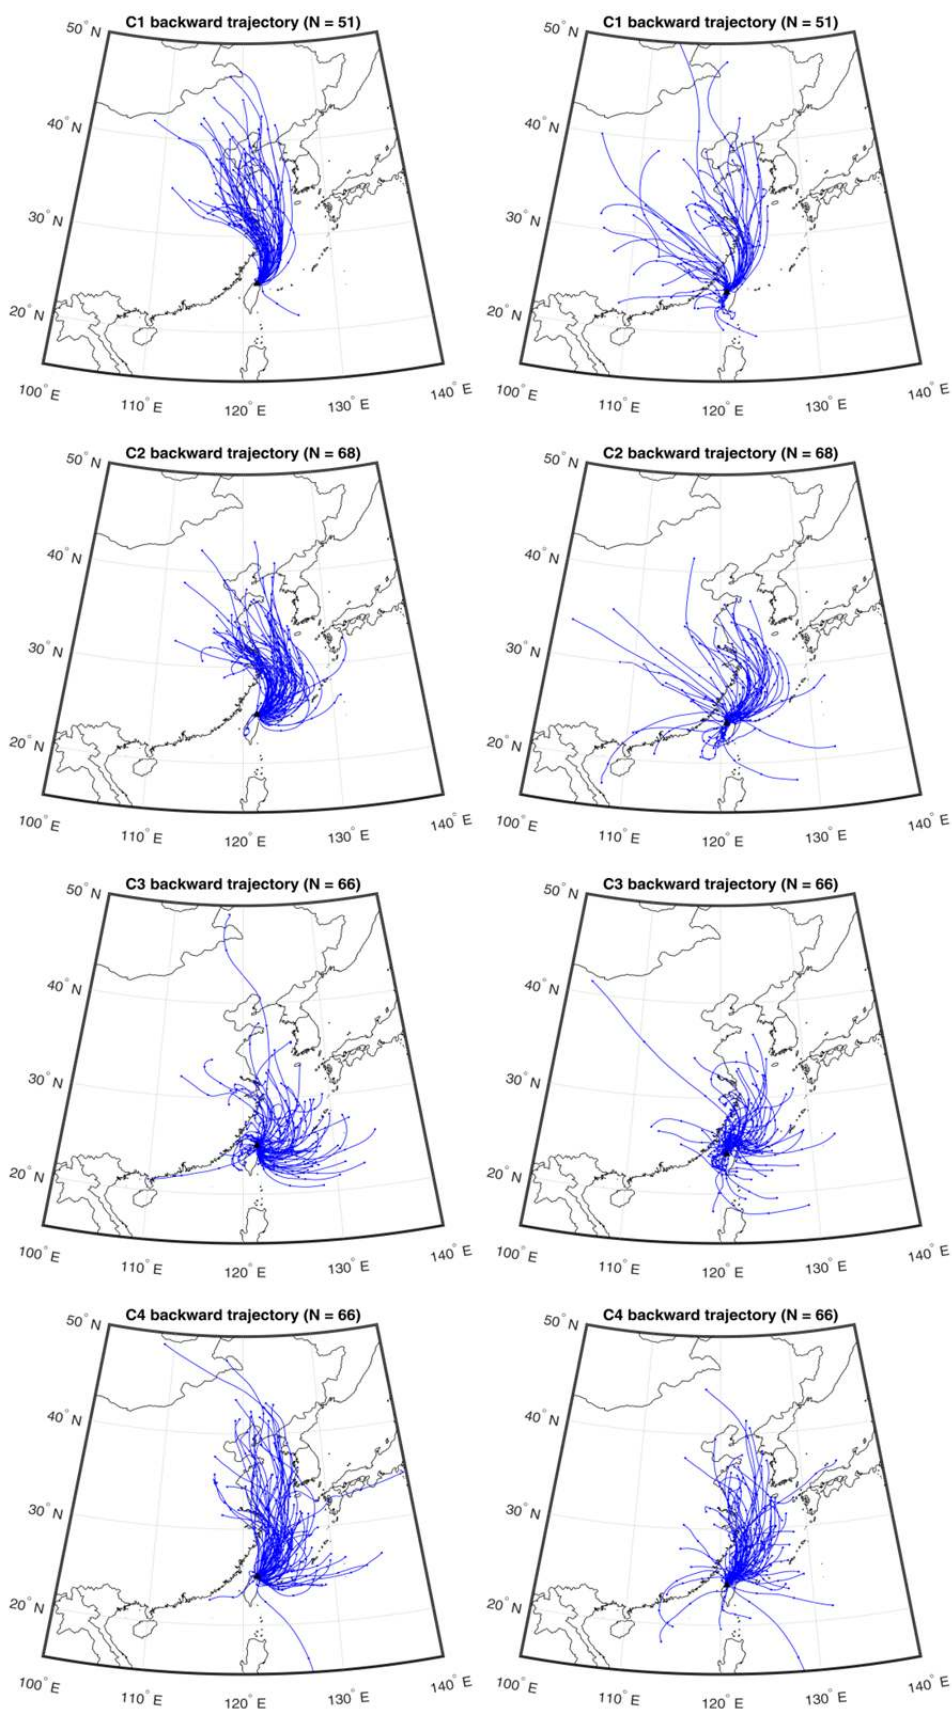 C1 backward trajectory (N = 51)
50° N
40° N
30° N
20° N
100° E
110° E
120° E
130° E
140° E
C1 backward trajectory (N = 51)
50° N
40° N
30° N
20° N
100° E
110° E
120° E
130° E
140° E
C2 backward trajectory (N = 68)
50° N
40° N
30° N
20° N
100° E
110° E
120° E
130° E
140° E
C2 backward trajectory (N = 68)
50° N
40° N
30° N
20° N
100° E
110° E
120° E
130° E
140° E
C3 backward trajectory (N = 66)
50° N
40° N
30° N
20° N
100° E
110° E
120° E
130° E
140° E
C3 backward trajectory (N = 66)
50° N
40° N
30° N
20° N
100° E
110° E
120° E
130° E
140° E
C4 backward trajectory (N = 66)
50° N
40° N
30° N
20° N
100° E
110° E
120° E
130° E
140° E
C4 backward trajectory (N = 66)
50° N
40° N
30° N
20° N
100° E
110° E
120° E
130° E
140° E